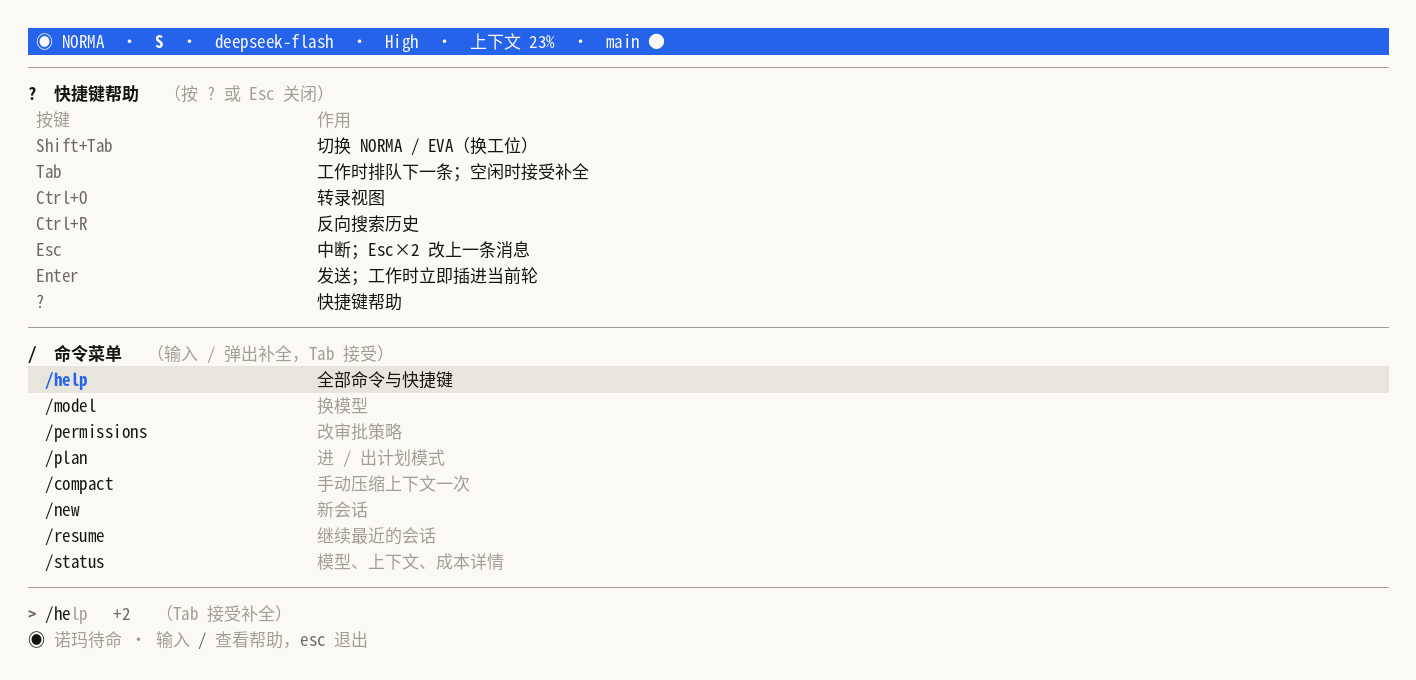 ◉ NORMA · S · deepseek-flash · High · 上下文 23% · main ●
? 快捷键帮助 （按 ? 或 Esc 关闭）
按键 作用
Shift+Tab 切换 NORMA / EVA（换工位）
Tab 工作时排队下一条；空闲时接受补全
Ctrl+O 转录视图
Ctrl+R 反向搜索历史
Esc 中断；Esc×2 改上一条消息
Enter 发送；工作时立即插进当前轮
? 快捷键帮助
/ 命令菜单 （输入 / 弹出补全，Tab 接受）
/help 全部命令与快捷键
/model 换模型
/permissions 改审批策略
/plan 进 / 出计划模式
/compact 手动压缩上下文一次
/new 新会话
/resume 继续最近的会话
/status 模型、上下文、成本详情
> /help +2 （Tab 接受补全）
◉ 诺玛待命 · 输入 / 查看帮助，esc 退出